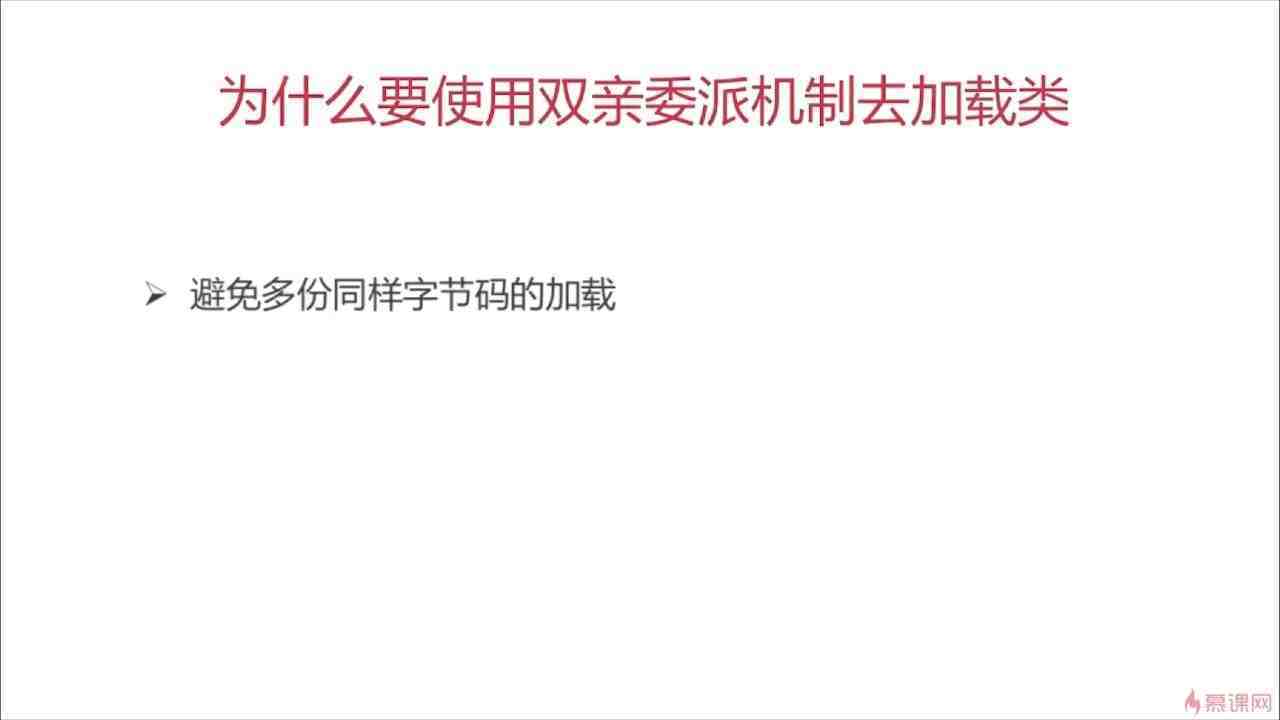 为什么要使用双亲委派机制去加载类
避免多份同样字节码的加载
慕课网